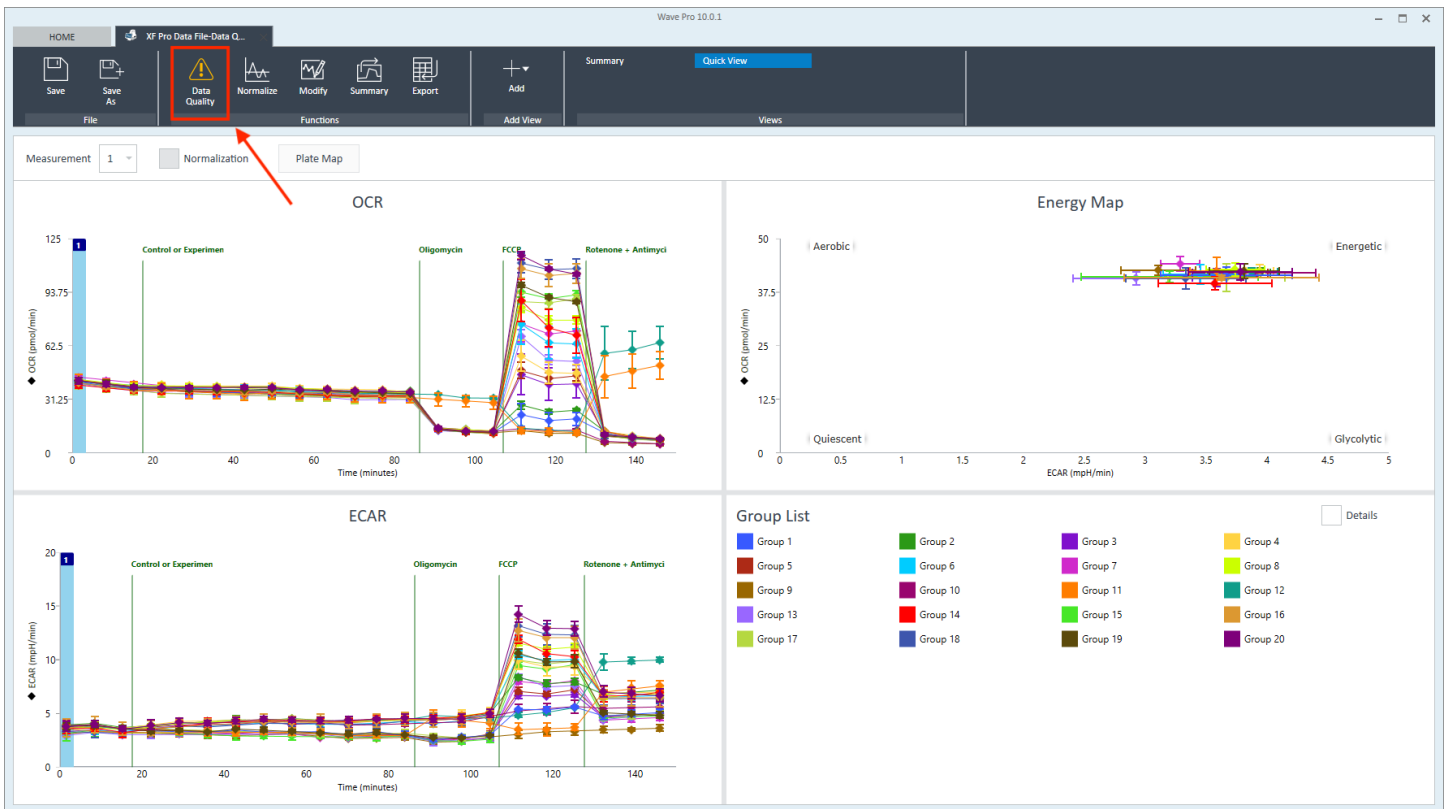 Wave Pro 10.0.1
HOME
XF Pro Data File-Data Q...
Save
Save As
Data Quality
Normalize
Modify
Summary
Export
Add
File
Functions
Add View
Summary
Quick View
Views
Measurement 1
Normalization
Plate Map
OCR
125
93.75
62.5
31.25
0
OCR (pmol/min)
1
Control or Experimen
Oligomycin
FCCP
Rotenone + Antimyci
0 20 40 60 80 100 120 140
Time (minutes)
Energy Map
50
37.5
25
12.5
0
OCR (pmol/min)
Aerobic
Energetic
Quiescent
Glycolytic
0 0.5 1 1.5 2 2.5 3 3.5 4 4.5 5
ECAR (mpH/min)
ECAR
20
15
10
5
0
ECAR (mpH/min)
1
Control or Experimen
Oligomycin
FCCP
Rotenone + Antimyci
0 20 40 60 80 100 120 140
Time (minutes)
Group List
Details
Group 1 Group 2 Group 3 Group 4
Group 5 Group 6 Group 7 Group 8
Group 9 Group 10 Group 11 Group 12
Group 13 Group 14 Group 15 Group 16
Group 17 Group 18 Group 19 Group 20